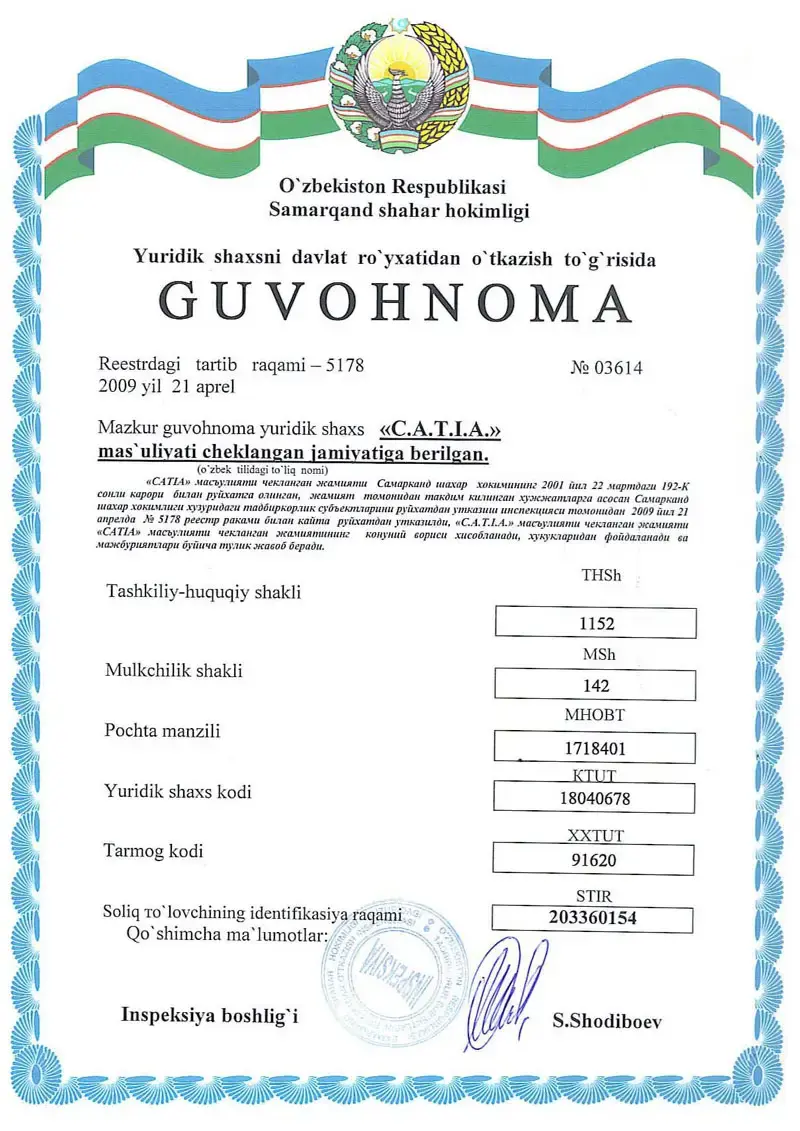 O`zbekiston Respublikasi
Samarqand shahar hokimligi
Yuridik shaxsni davlat ro`yxatidan o`tkazish to`g`risida
GUVOHNOMA
Reestrdagi tartib raqami – 5178 № 03614
2009 yil 21 aprel
Mazkur guvohnoma yuridik shaxs «C.A.T.I.A.»
mas`uliyati cheklangan jamivatiga berilgan.
(o`zbek tilidagi to`liq nomi)
«CATIA» масъулияти чекланган жамияти Самарканд шахар хокимининг 2001 йил 22 мартдаги 192-К
сонли карори билан руйхатга олинган, жамият томонидан такдим килинган хужжатларга асосан Самарканд
шахар хокимлиги хузуридаги тадбиркорлик субъектларини руйхатдан утказиш инспекцияси томонидан 2009 йил 21
апрелда № 5178 реестр раками билан кайта руйхатдан утказилди, «C.A.T.I.A.» масъулияти чекланган жамияти
«CATIA» масъулияти чекланган жамиятининг конуний вориси хисобланади, хукукларидан фойдаланади ва
мажбуриятлари буйича тулик жавоб беради.
THSh
Tashkiliy-huquqiy shakli
1152
MSh
Mulkchilik shakli
142
MHOBT
Pochta manzili
1718401
KTUT
Yuridik shaxs kodi
18040678
XXTUT
Tarmog kodi
91620
STIR
Soliq то`lovchining identifikasiya raqami
203360154
Qo`shimcha ma`lumotlar:
INSPEKSIYA
Inspeksiya boshlig`i S.Shodiboev